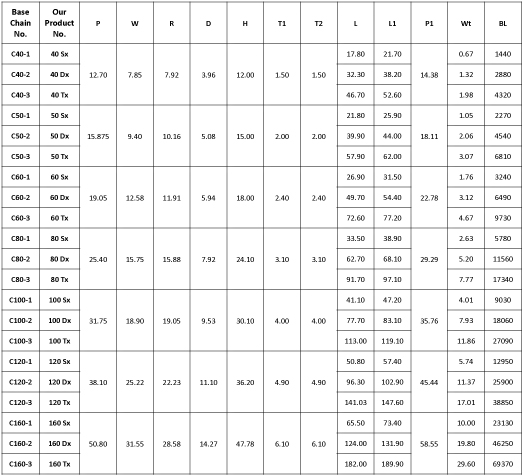 Base Chain No. Our Product No. P W R D H T1 T2 L L1 P1 Wt BL
C40-1 40 Sx 17.80 21.70 0.67 1440
C40-2 40 Dx 12.70 7.85 7.92 3.96 12.00 1.50 1.50 32.30 38.20 14.38 1.32 2880
C40-3 40 Tx 46.70 52.60 1.98 4320
C50-1 50 Sx 21.80 25.90 1.05 2270
C50-2 50 Dx 15.875 9.40 10.16 5.08 15.00 2.00 2.00 39.90 44.00 18.11 2.06 4540
C50-3 50 Tx 57.90 62.00 3.07 6810
C60-1 60 Sx 26.90 31.50 1.76 3240
C60-2 60 Dx 19.05 12.58 11.91 5.94 18.00 2.40 2.40 49.70 54.40 22.78 3.12 6490
C60-3 60 Tx 72.60 77.20 4.67 9730
C80-1 80 Sx 33.50 38.90 2.63 5780
C80-2 80 Dx 25.40 15.75 15.88 7.92 24.10 3.10 3.10 62.70 68.10 29.29 5.20 11560
C80-3 80 Tx 91.70 97.10 7.77 17340
C100-1 100 Sx 41.10 47.20 4.01 9030
C100-2 100 Dx 31.75 18.90 19.05 9.53 30.10 4.00 4.00 77.70 83.10 35.76 7.93 18060
C100-3 100 Tx 113.00 119.10 11.86 27090
C120-1 120 Sx 50.80 57.40 5.74 12950
C120-2 120 Dx 38.10 25.22 22.23 11.10 36.20 4.90 4.90 96.30 102.90 45.44 11.37 25900
C120-3 120 Tx 141.03 147.60 17.01 38850
C160-1 160 Sx 65.50 73.40 10.00 23130
C160-2 160 Dx 50.80 31.55 28.58 14.27 47.78 6.10 6.10 124.00 131.90 58.55 19.80 46250
C160-3 160 Tx 182.00 189.90 29.60 69370